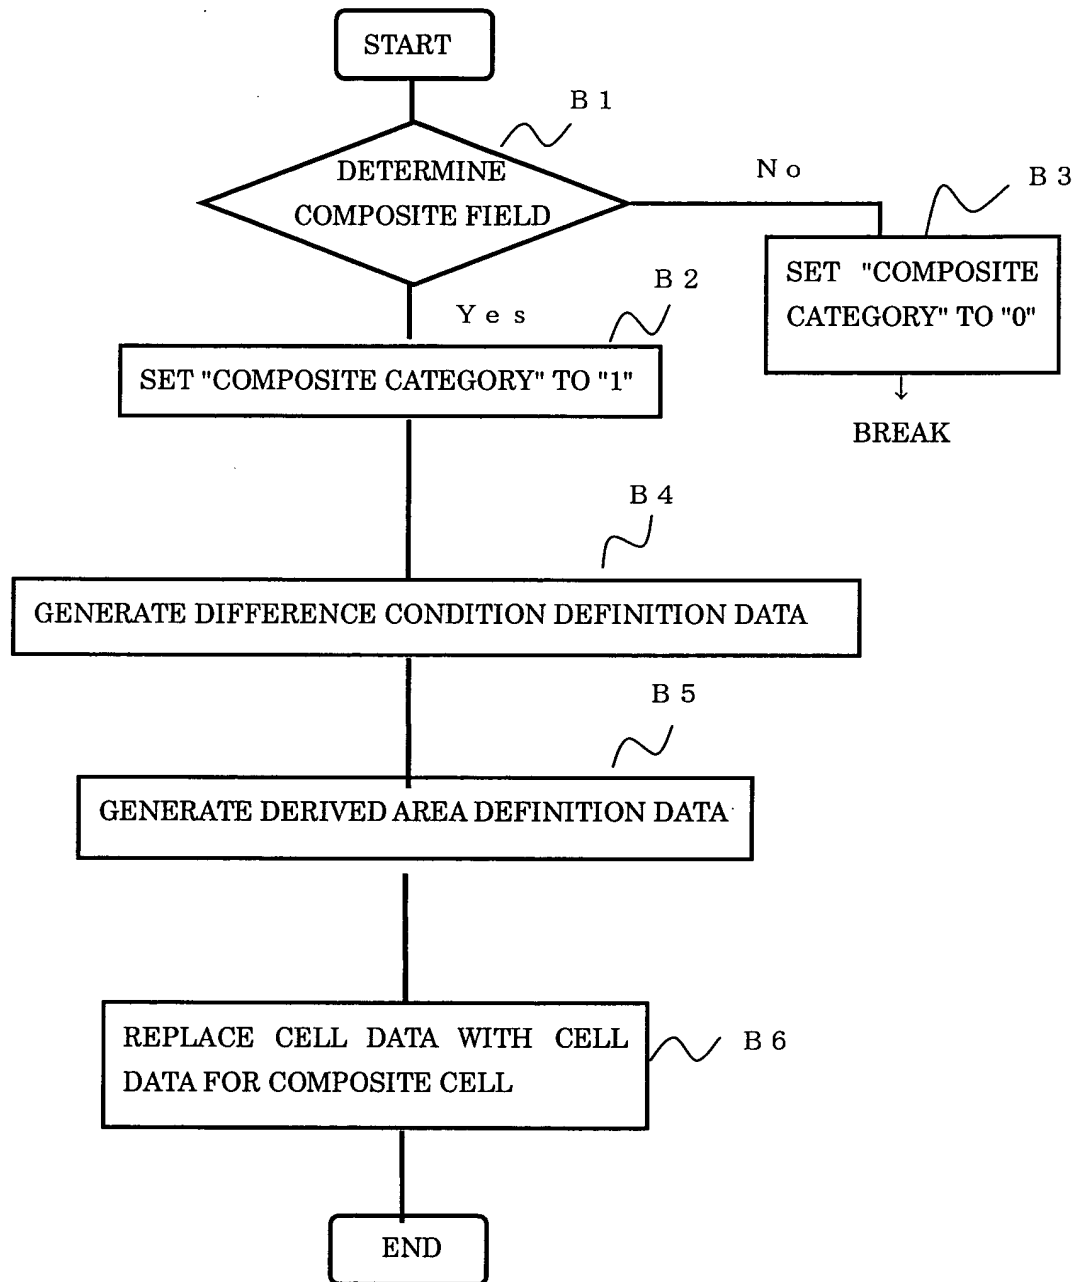 START
B 1
DETERMINE
COMPOSITE FIELD
No
B 3
SET "COMPOSITE
CATEGORY" TO "0"
BREAK
B 2
Yes
SET "COMPOSITE CATEGORY" TO "1"
B 4
GENERATE DIFFERENCE CONDITION DEFINITION DATA
B 5
GENERATE DERIVED AREA DEFINITION DATA
REPLACE CELL DATA WITH CELL
DATA FOR COMPOSITE CELL
B 6
END